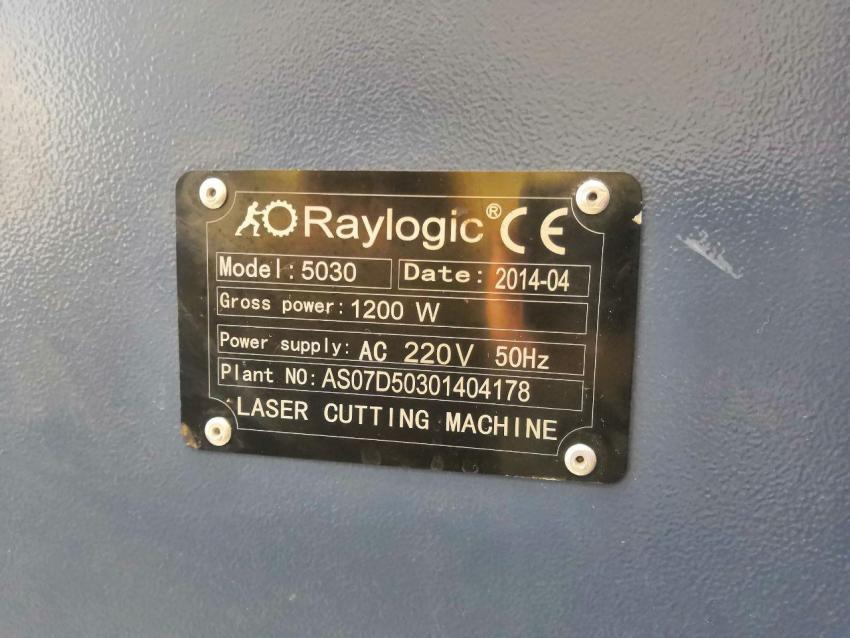 Raylogic® CE
Model: 5030 Date: 2014-04
Gross power: 1200 W
Power supply: AC 220V 50Hz
Plant NO: AS07D50301404178
LASER CUTTING MACHINE